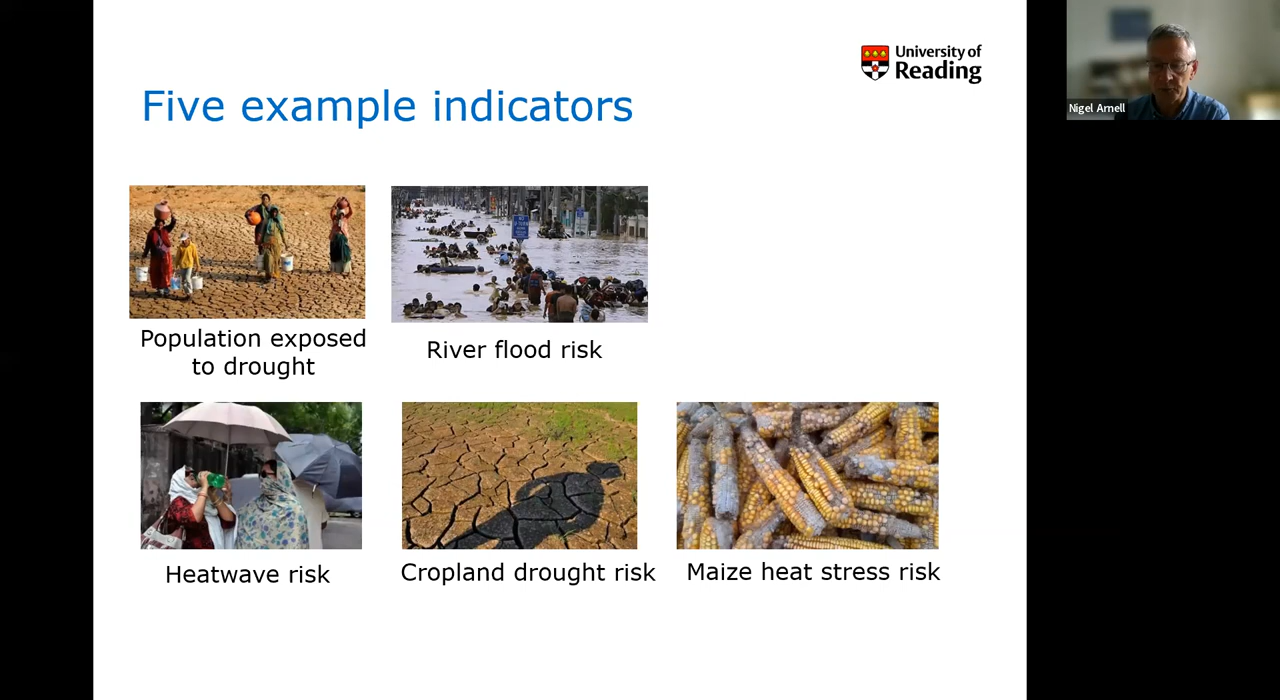 University of
Reading
Nigel Arnell
Five example indicators
Population exposed
to drought
River flood risk
Heatwave risk
Cropland drought risk
Maize heat stress risk